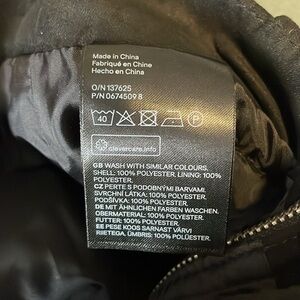 Made in China
Fabriqué en Chine
Hecho en China
O/N 137625
P/N 0674509 8
40
P
clevercare.info
GB WASH WITH SIMILAR COLOURS.
SHELL: 100% POLYESTER. LINING: 100%
POLYESTER.
CZ PERTE S PODOBNÝMI BARVAMI.
SVRCHNÍ LÁTKA: 100% POLYESTER.
PODŠÍVKA: 100% POLYESTER.
DE MIT ÄHNLICHEN FARBEN WASCHEN.
OBERMATERIAL: 100% POLYESTER.
FUTTER: 100% POLYESTER.
EE PESE KOOS SARNAST VÄRVI
RIIETEGA. ÜMBRIS: 100% POLÜESTER.